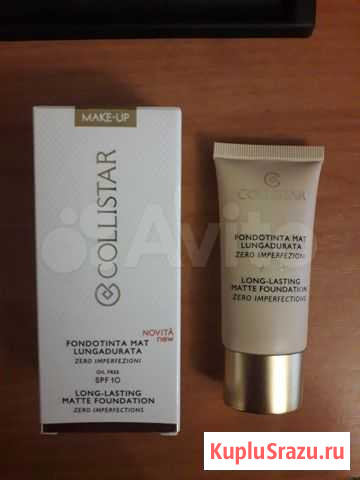 MAKE-UP
COLLISTAR
NOVITÀ
new
FONDOTINTA MAT
LUNGADURATA
ZERO IMPERFEZIONI
OIL FREE
SPF 10
LONG-LASTING
MATTE FOUNDATION
ZERO IMPERFECTIONS
COLLISTAR
FONDOTINTA MAT
LUNGADURATA
ZERO IMPERFEZIONI
LONG-LASTING
MATTE FOUNDATION
ZERO IMPERFECTIONS
Avito
KupluSrazu.ru